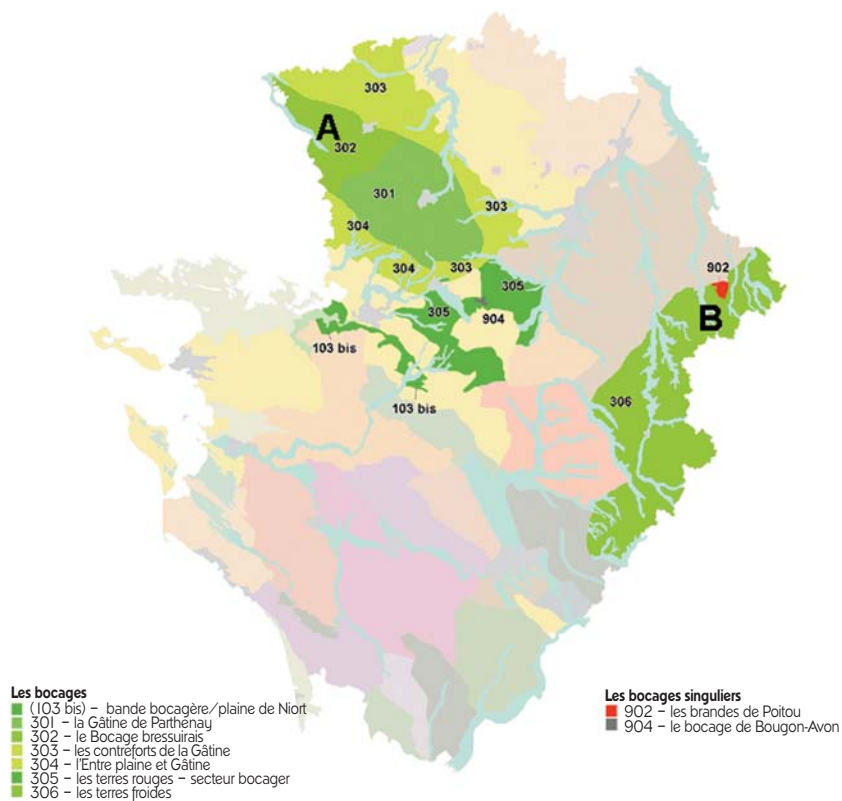 303
A
302
301
303
304
304
303
305
902
305
904
B
103 bis
306
103 bis
Les bocages
(103 bis) – bande bocagère/plaine de Niort
301 – la Gâtine de Parthenay
302 – le Bocage bressuirais
303 – les contreforts de la Gâtine
304 – l'Entre plaine et Gâtine
305 – les terres rouges – secteur bocager
306 – les terres froides
Les bocages singuliers
902 – les brandes de Poitou
904 – le bocage de Bougon-Avon